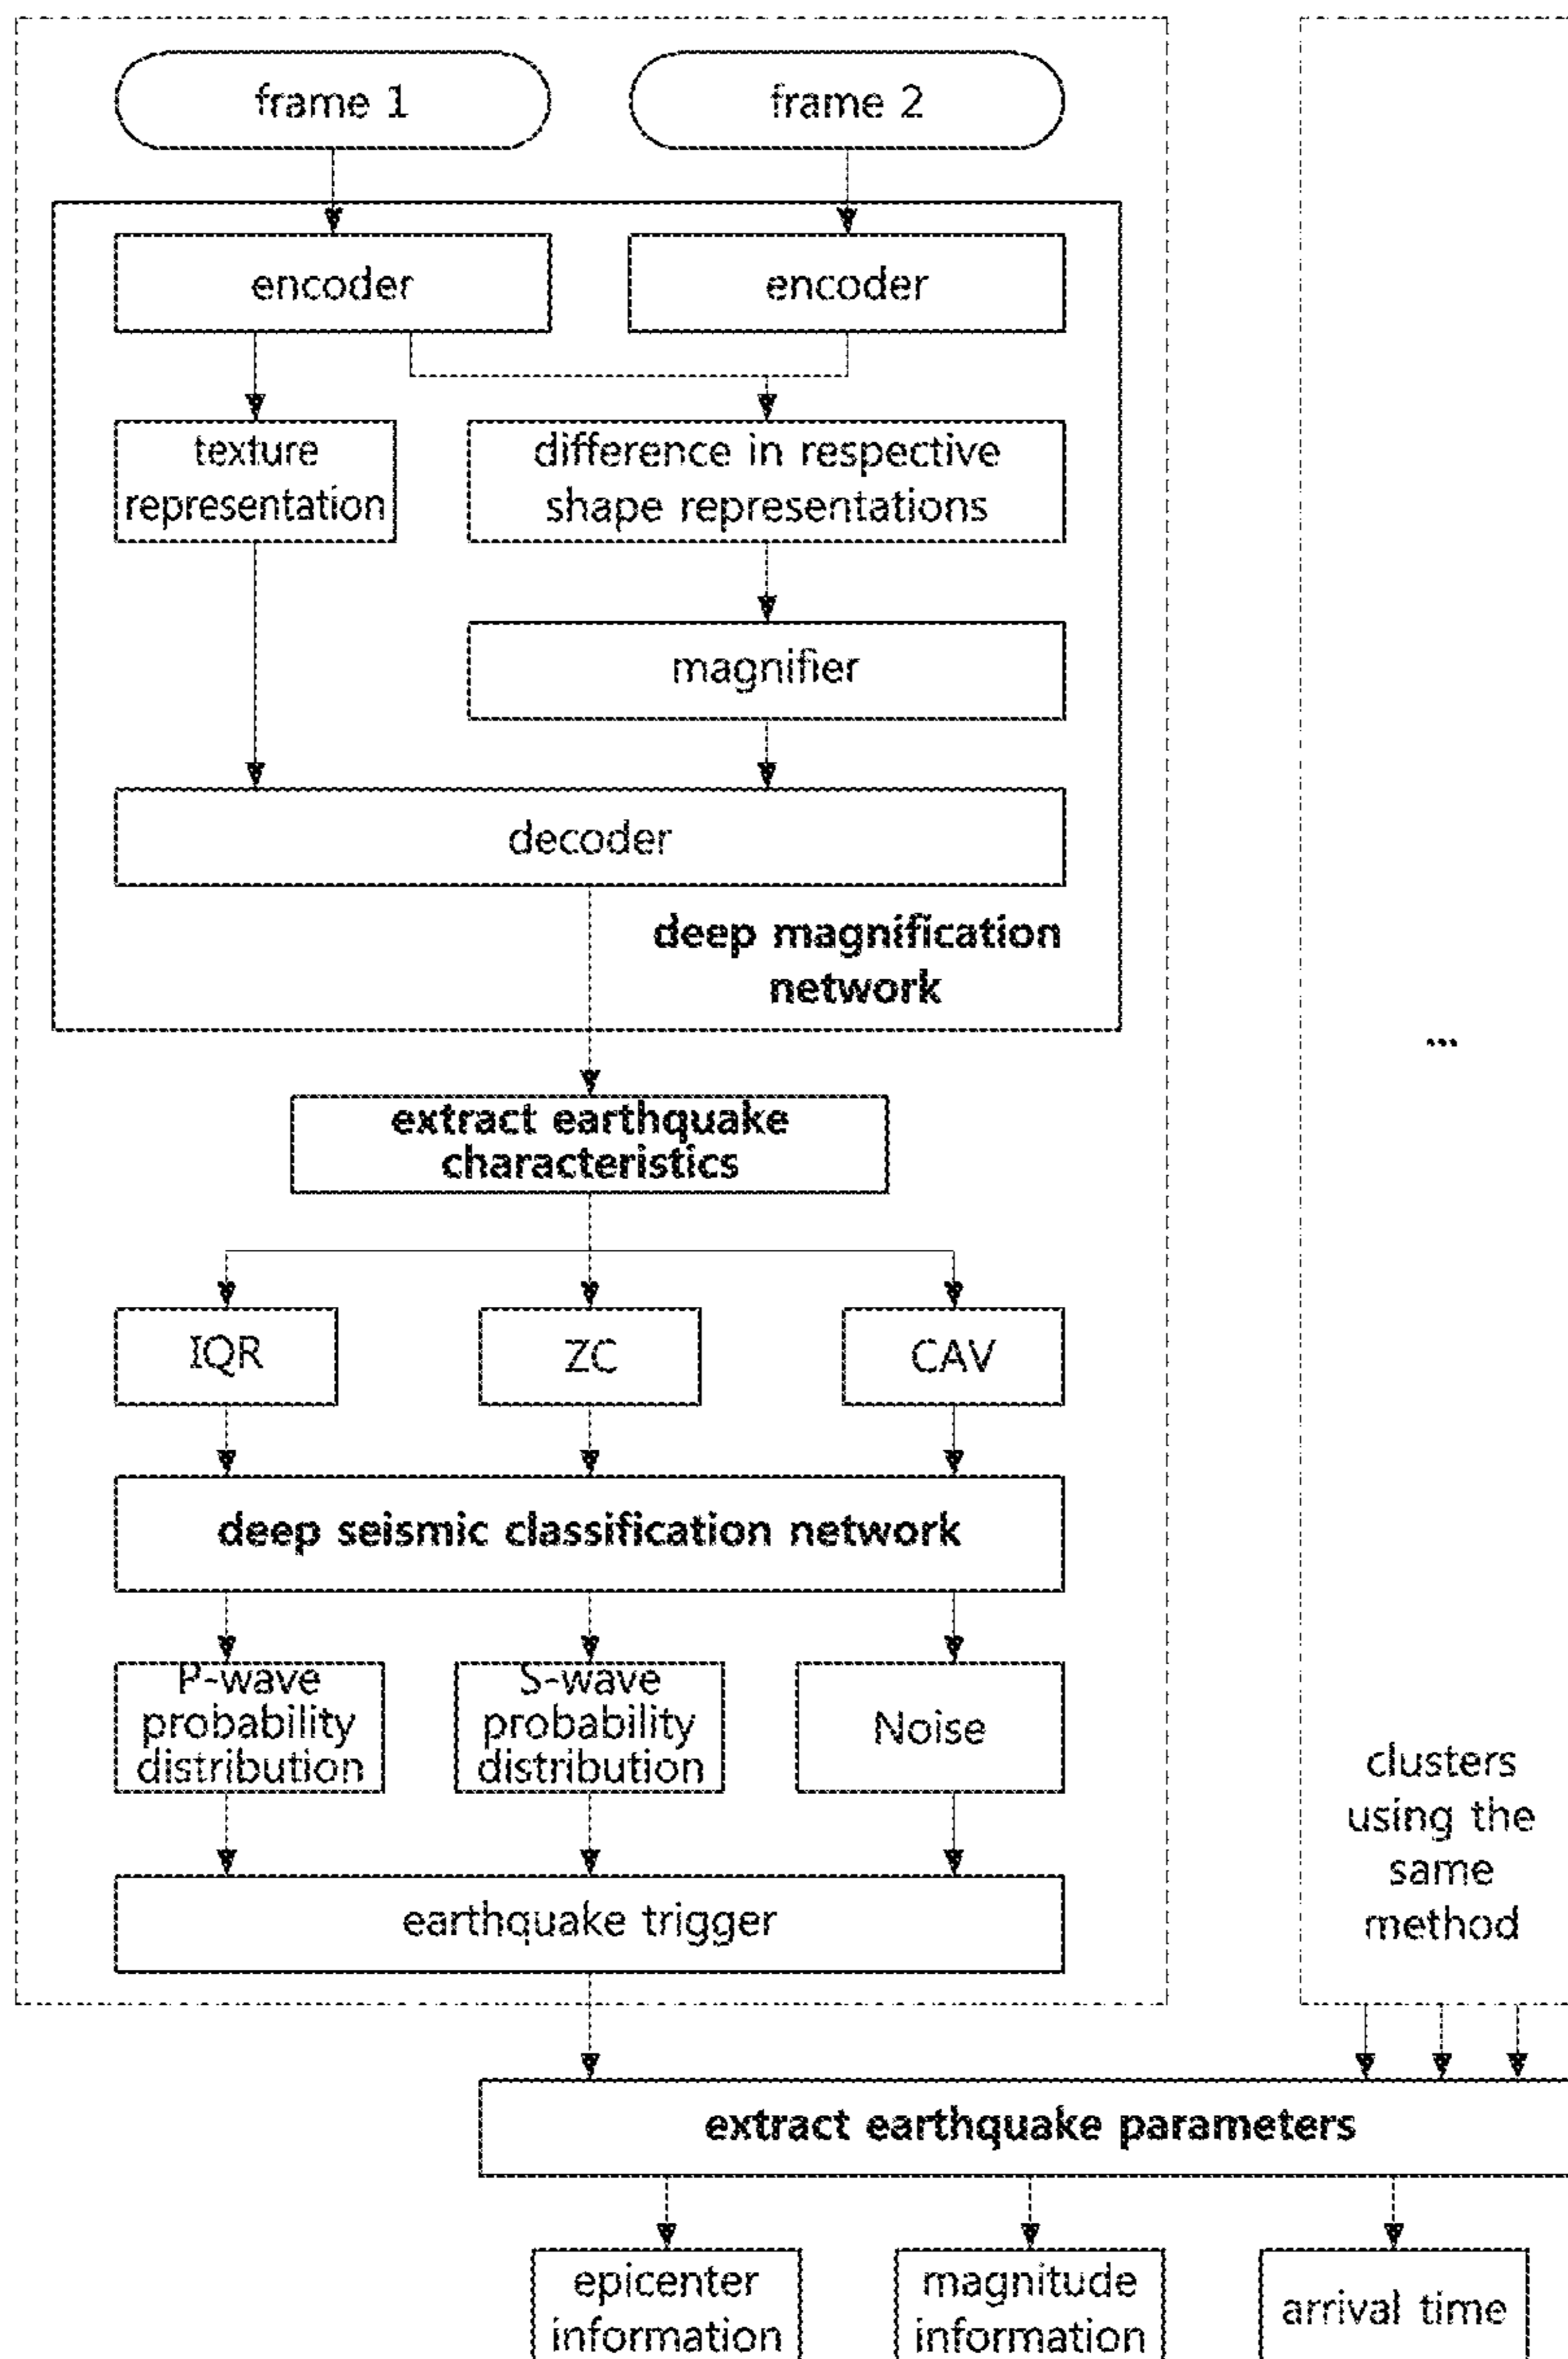 frame 1
frame 2
encoder
encoder
texture
representation
difference in respective
shape representations
magnifier
decoder
deep magnification
network
extract earthquake
characteristics
IQR
ZC
CAV
deep seismic classification network
P-wave
probability
distribution
S-wave
probability
distribution
Noise
earthquake trigger
...
clusters
using the
same
method
extract earthquake parameters
epicenter
information
magnitude
information
arrival time